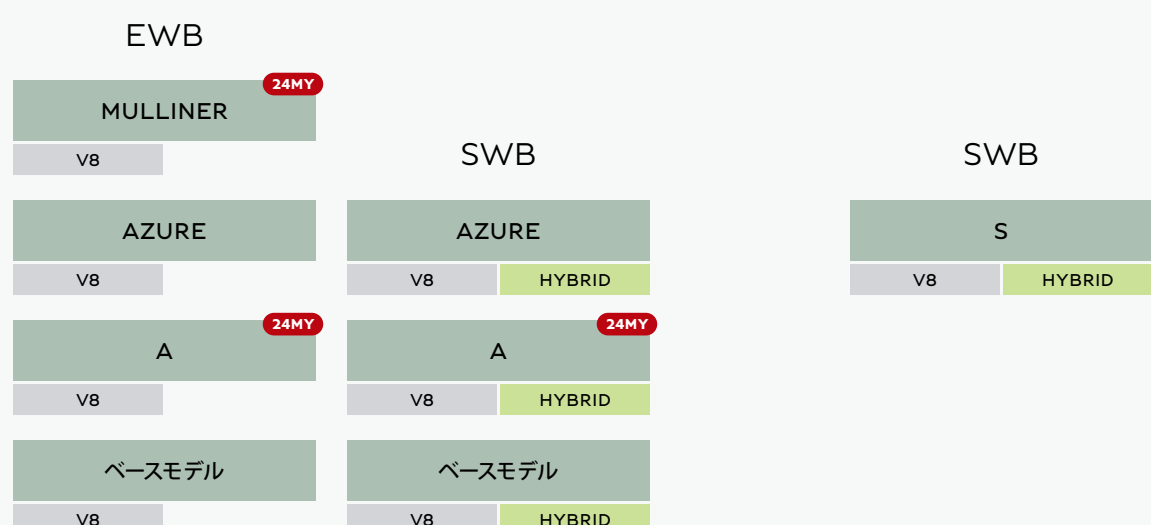 EWB
24MY
MULLINER
V8
SWB
SWB
AZURE
AZURE
S
V8
V8
HYBRID
V8
HYBRID
24MY
24MY
A
A
V8
V8
HYBRID
ベースモデル
ベースモデル
V8
V8
HYBRID